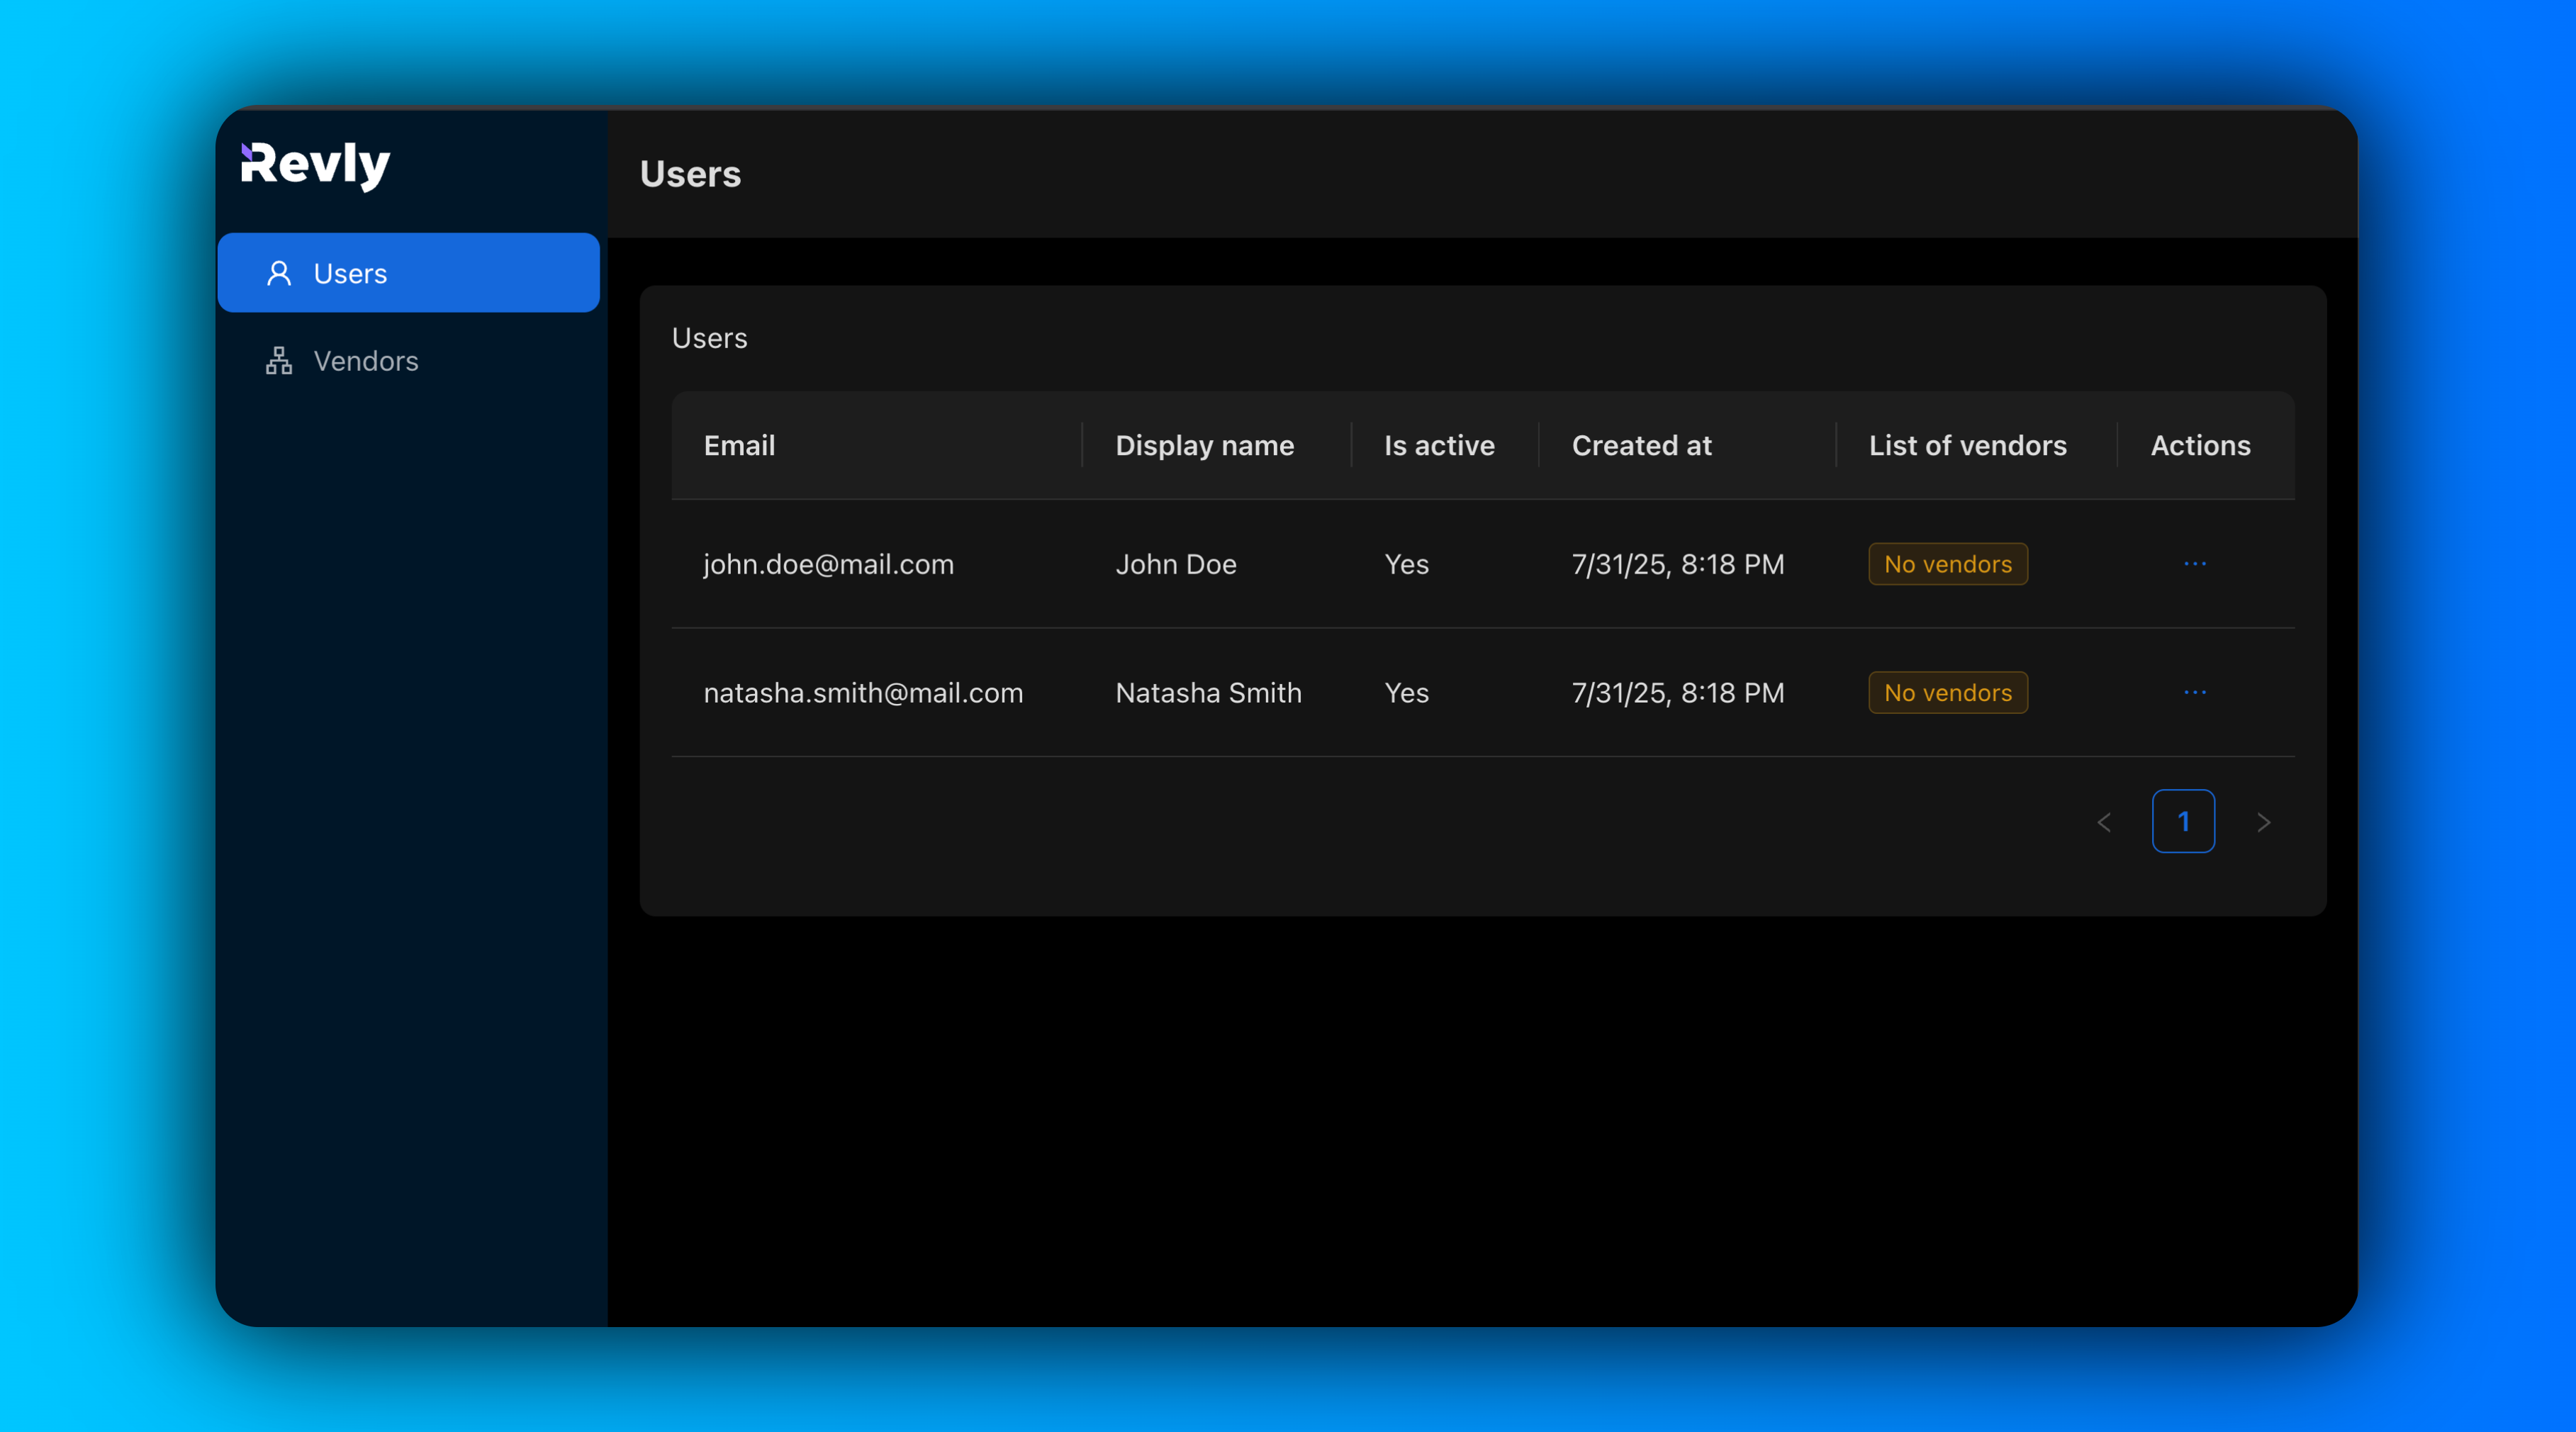 Revly
Users
Vendors
Users
Users
Email Display name Is active Created at List of vendors Actions
john.doe@mail.com John Doe Yes 7/31/25, 8:18 PM No vendors ···
natasha.smith@mail.com Natasha Smith Yes 7/31/25, 8:18 PM No vendors ···
< 1 >